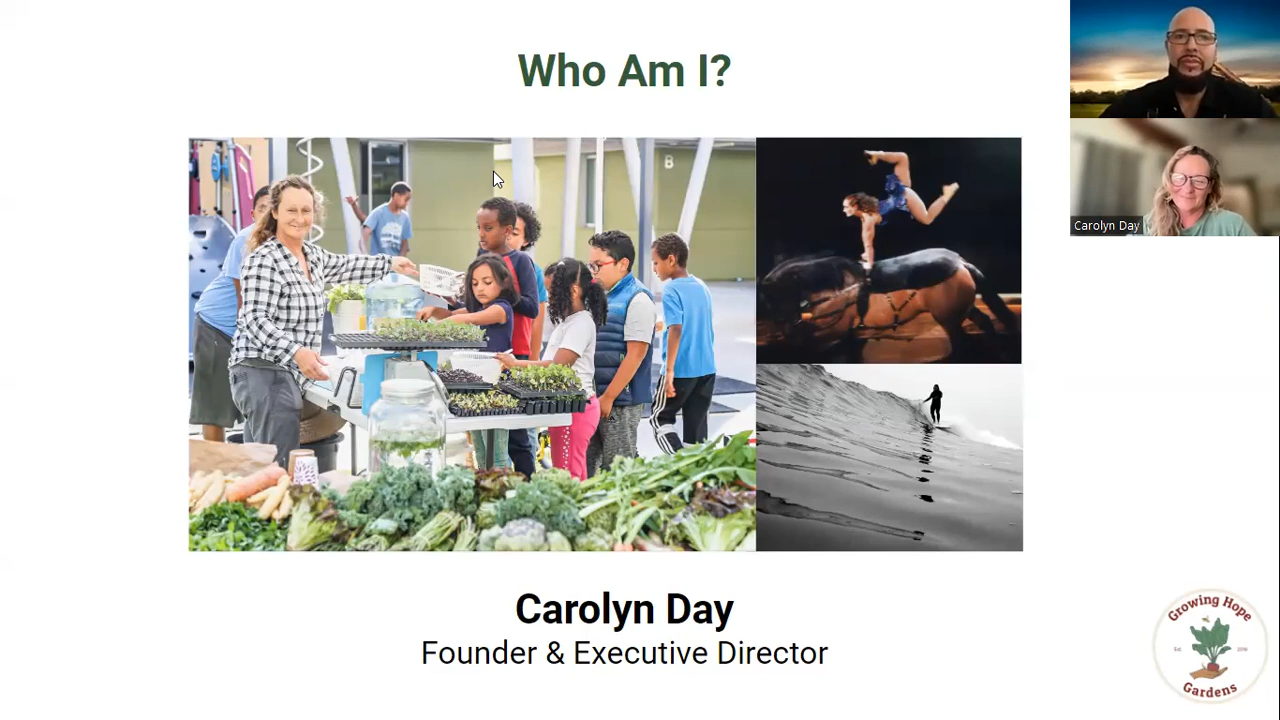 Who Am I?
B
Carolyn Day
Carolyn Day
Founder & Executive Director
Growing Hope
Gardens